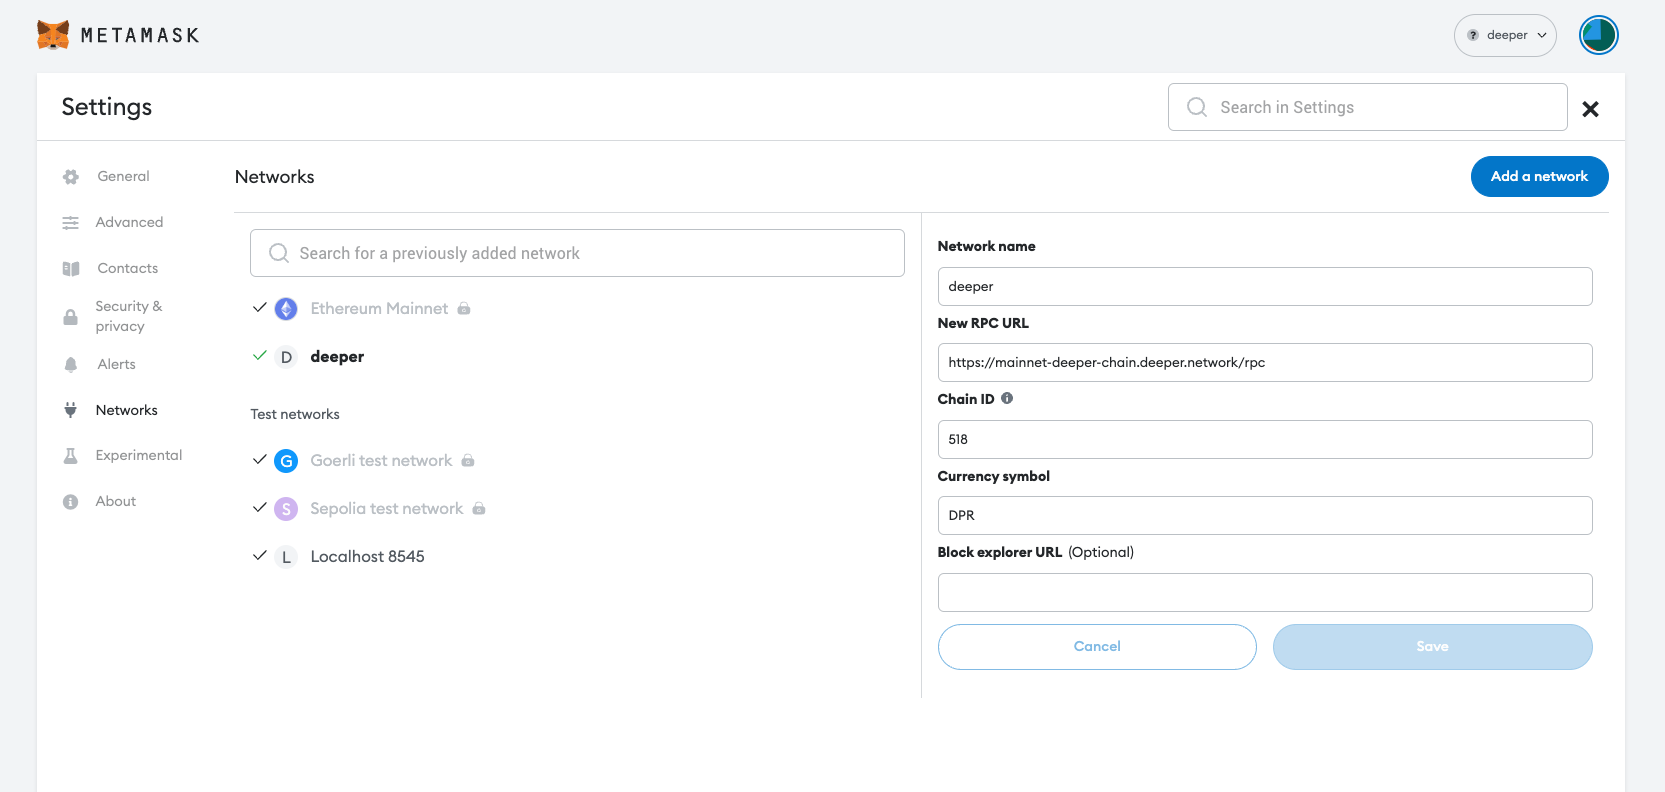 METAMASK
? deeper
Settings
Search in Settings
General
Advanced
Contacts
Security &
privacy
Alerts
Networks
Experimental
About
Networks
Add a network
Search for a previously added network
Ethereum Mainnet
D deeper
Test networks
G Goerli test network
S Sepolia test network
L Localhost 8545
Network name
deeper
New RPC URL
https://mainnet-deeper-chain.deeper.network/rpc
Chain ID
518
Currency symbol
DPR
Block explorer URL (Optional)
Cancel
Save